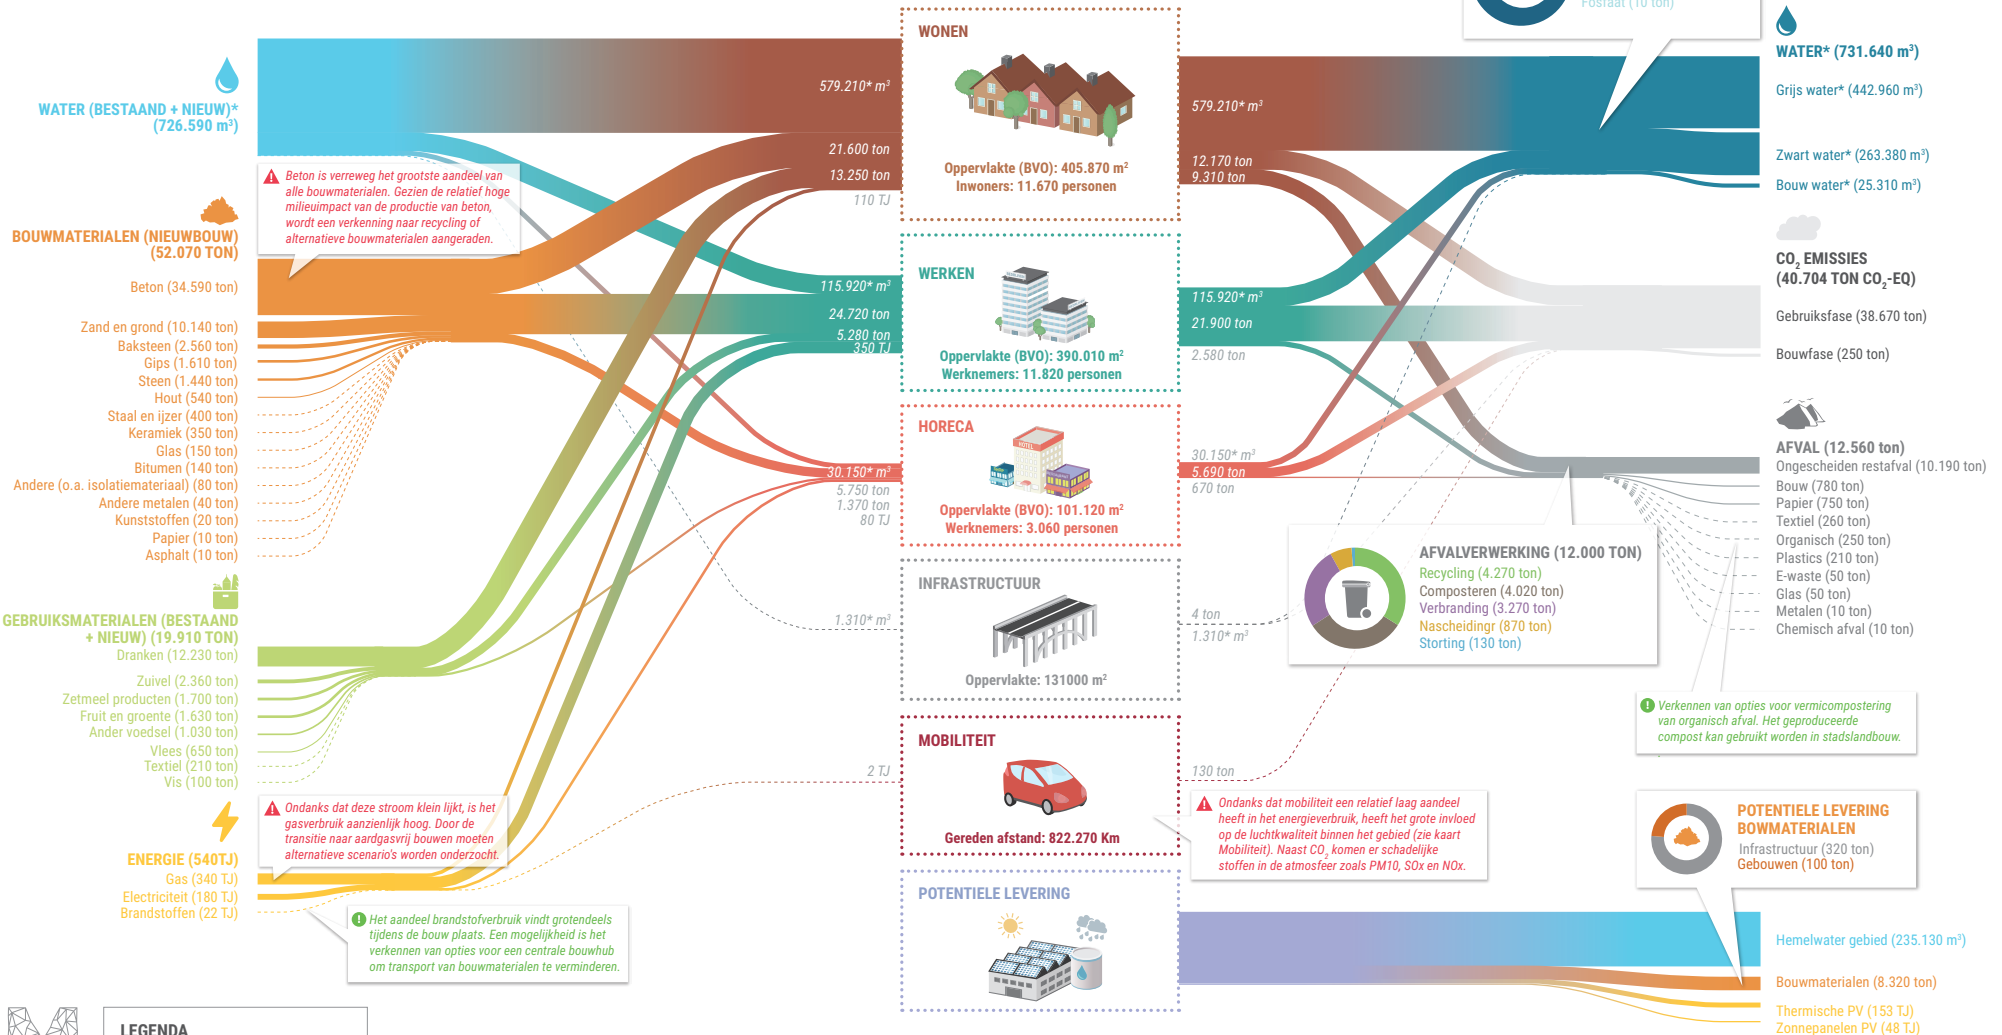 WATER (BESTAAND + NIEUW)*
(726.590 m³)
Beton is verreweg het grootste aandeel van
alle bouwmaterialen. Gezien de relatief hoge
milieuimpact van de productie van beton,
wordt een verkenning naar recycling of
alternatieve bouwmaterialen aangeraden.
BOUWMATERIALEN (NIEUWBOUW)
(52.070 TON)
Beton (34.590 ton)
Zand en grond (10.140 ton)
Baksteen (2.560 ton)
Gips (1.610 ton)
Steen (1.440 ton)
Hout (540 ton)
Staal en ijzer (400 ton)
Keramiek (350 ton)
Glas (150 ton)
Bitumen (140 ton)
Andere (o.a. isolatiemateriaal) (80 ton)
Andere metalen (40 ton)
Kunststoffen (20 ton)
Papier (10 ton)
Asphalt (10 ton)
GEBRUIKSMATERIALEN (BESTAAND
+ NIEUW) (19.910 TON)
Dranken (12.230 ton)
Zuivel (2.360 ton)
Zetmeel producten (1.700 ton)
Fruit en groente (1.630 ton)
Ander voedsel (1.030 ton)
Vlees (650 ton)
Textiel (210 ton)
Vis (100 ton)
Ondanks dat deze stroom klein lijkt, is het
gasverbruik aanzienlijk hoog. Door de
transitie naar aardgasvrij bouwen moeten
alternatieve scenario's worden onderzocht.
ENERGIE (540TJ)
Gas (340 TJ)
Electriciteit (180 TJ)
Brandstoffen (22 TJ)
Het aandeel brandstofverbruik vindt grotendeels
tijdens de bouw plaats. Een mogelijkheid is het
verkennen van opties voor een centrale bouwhub
om transport van bouwmaterialen te verminderen.
LEGENDA
579.210* m³
21.600 ton
13.250 ton
110 TJ
115.920* m³
24.720 ton
5.280 ton
350 TJ
30.150* m³
5.750 ton
1.370 ton
80 TJ
1.310* m³
2 TJ
WONEN
Oppervlakte (BVO): 405.870 m²
Inwoners: 11.670 personen
WERKEN
Oppervlakte (BVO): 390.010 m²
Werknemers: 11.820 personen
HORECA
HOTEL
Oppervlakte (BVO): 101.120 m²
Werknemers: 3.060 personen
INFRASTRUCTUUR
Oppervlakte: 131000 m²
MOBILITEIT
Gereden afstand: 822.270 Km
POTENTIELE LEVERING
579.210* m³
12.170 ton
9.310 ton
115.920* m³
21.900 ton
2.580 ton
30.150* m³
5.690 ton
670 ton
4 ton
1.310* m³
130 ton
Ondanks dat mobiliteit een relatief laag aandeel
heeft in het energieverbruik, heeft het grote invloed
op de luchtkwaliteit binnen het gebied (zie kaart
Mobiliteit). Naast CO₂ komen er schadelijke
stoffen in de atmosfeer zoals PM10, SOx en NOx.
AFVALVERWERKING (12.000 TON)
Recycling (4.270 ton)
Composteren (4.020 ton)
Verbranding (3.270 ton)
Nascheidingr (870 ton)
Storting (130 ton)
Fosfaat (10 ton)
WATER* (731.640 m³)
Grijs water* (442.960 m³)
Zwart water* (263.380 m³)
Bouw water* (25.310 m³)
CO₂ EMISSIES
(40.704 TON CO₂-EQ)
Gebruiksfase (38.670 ton)
Bouwfase (250 ton)
AFVAL (12.560 ton)
Ongescheiden restafval (10.190 ton)
Bouw (780 ton)
Papier (750 ton)
Textiel (260 ton)
Organisch (250 ton)
Plastics (210 ton)
E-waste (50 ton)
Glas (50 ton)
Metalen (10 ton)
Chemisch afval (10 ton)
Verkennen van opties voor vermicompostering
van organisch afval. Het geproduceerde
compost kan gebruikt worden in stadslandbouw.
POTENTIELE LEVERING
BOWMATERIALEN
Infrastructuur (320 ton)
Gebouwen (100 ton)
Hemelwater gebied (235.130 m³)
Bouwmaterialen (8.320 ton)
Thermische PV (153 TJ)
Zonnepanelen PV (48 TJ)